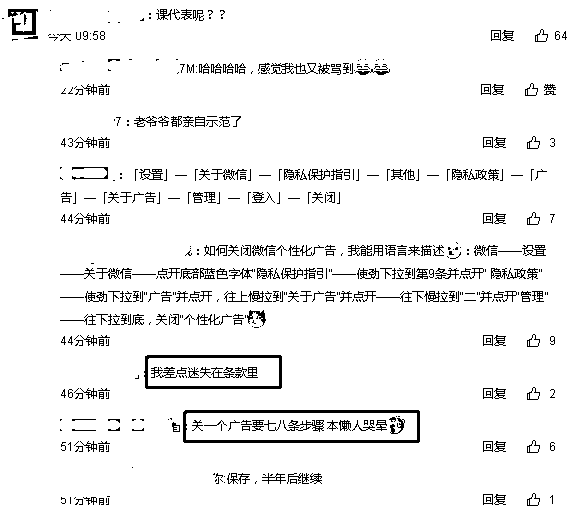 ：课代表呢？？
今天 09:58 回复 64
7M:哈哈哈哈，感觉我也又被骂到
22分钟前 回复 赞
7：老爷爷都亲自示范了
43分钟前 回复 3
：「设置」—「关于微信」—「隐私保护指引」—「其他」—「隐私政策」—「广
告」—「关于广告」—「管理」—「登入」—「关闭」
44分钟前 回复 7
：如何关闭微信个性化广告，我能用语言来描述：微信——设置
——关于微信——点开底部蓝色字体"隐私保护指引"——使劲下拉到第9条并点开" 隐私政策"
——使劲下拉到"广告"并点开，往上慢拉到"关于广告"并点开——往下慢拉到"二"并点开"管理"
——往下拉到底，关闭"个性化广告"
44分钟前 回复 9
：我差点迷失在条款里
46分钟前 回复 2
：关一个广告要七八条步骤 本懒人哭晕
51分钟前 回复 6
尔:保存，半年后继续
51分钟前 回复 1